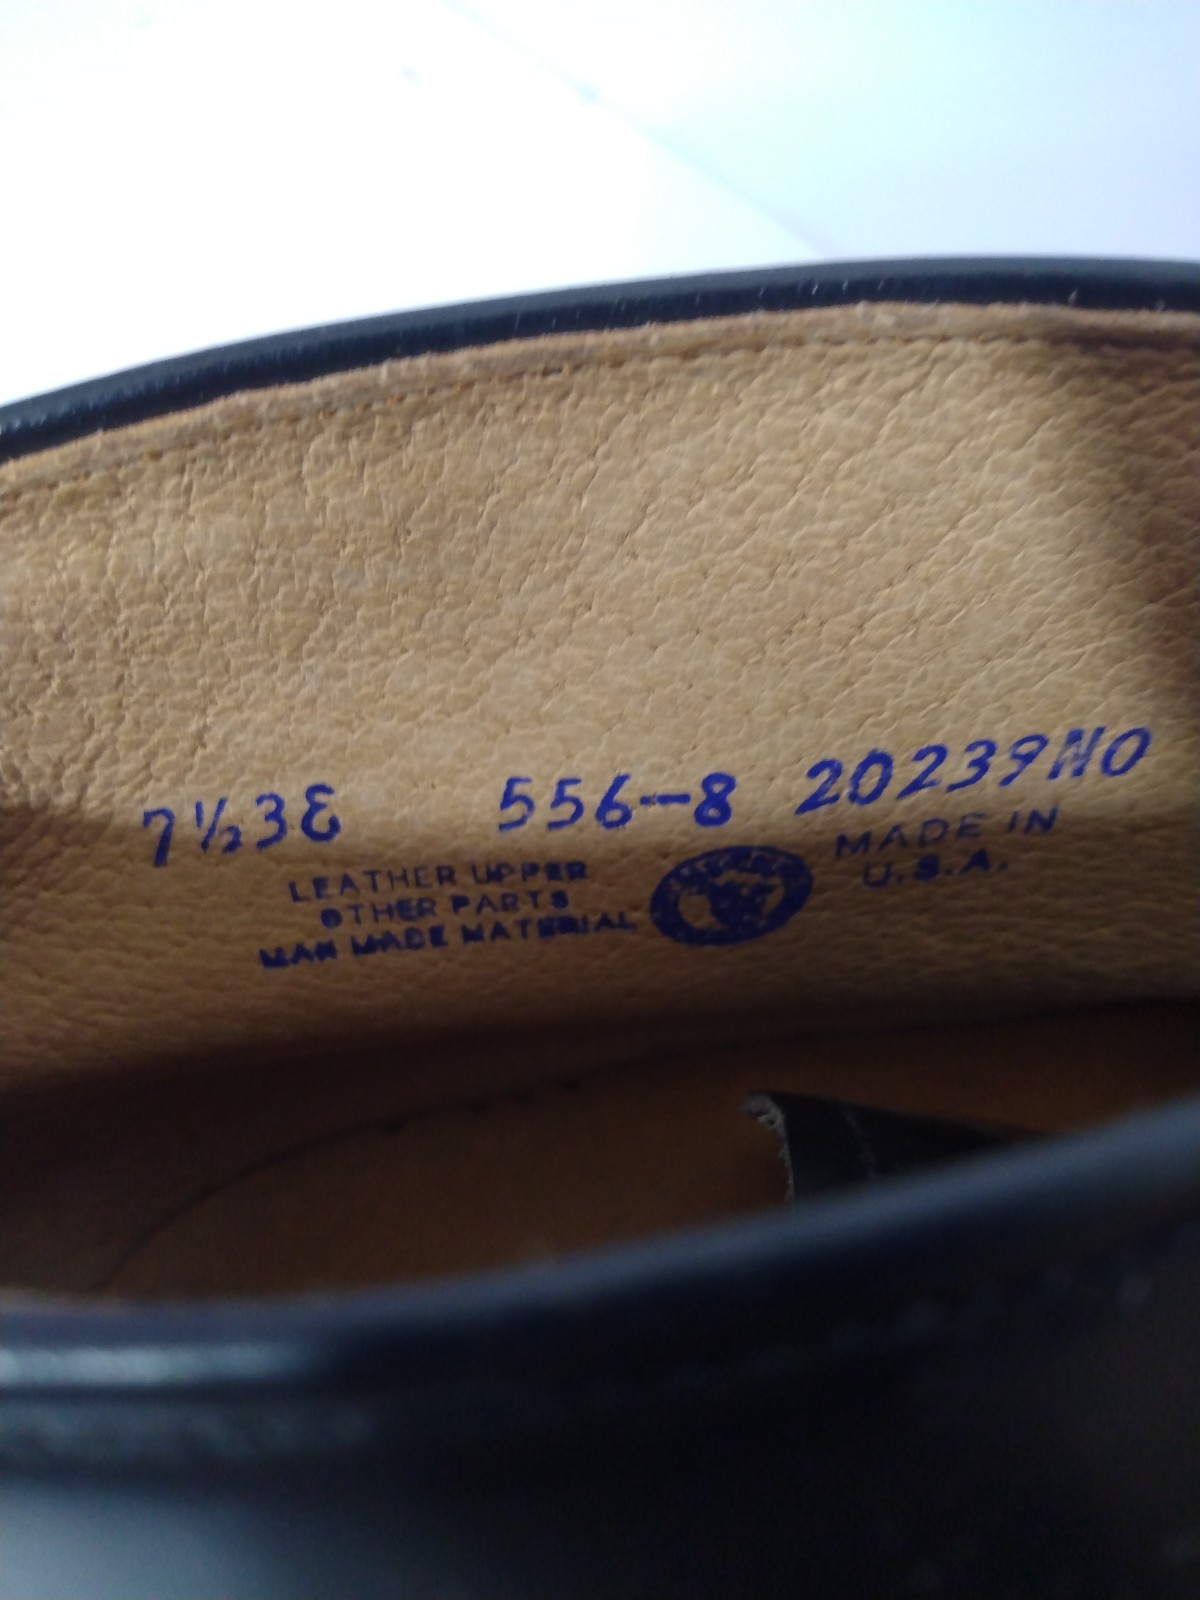 7½3E 556-8 20239NO
LEATHER UPPER
OTHER PARTS
MAN MADE MATERIAL
MADE IN
U.S.A.